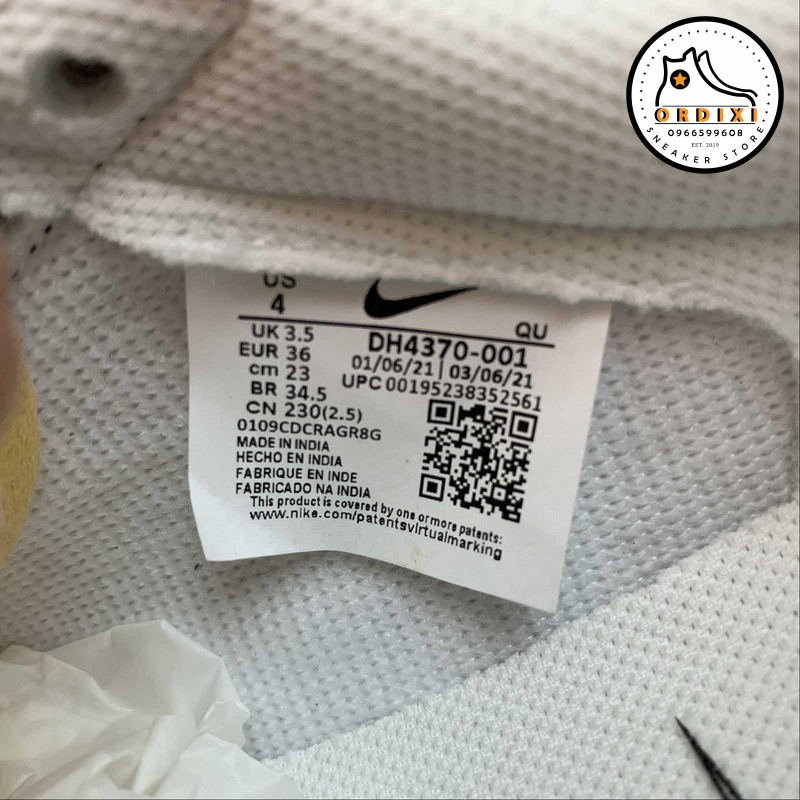 ORDIXI
0966599608
EST. 2019
SNEAKER STORE
US
4
QU
UK 3.5
DH4370-001
EUR 36
01/06/21 | 03/06/21
cm 23
UPC 00195238352561
BR 34.5
CN 230(2.5)
0109CDCRAGR8G
MADE IN INDIA
HECHO EN INDIA
FABRIQUE EN INDE
FABRICADO NA INDIA
This product is covered by one or more patents:
www.nike.com/patentsvirtualmarking